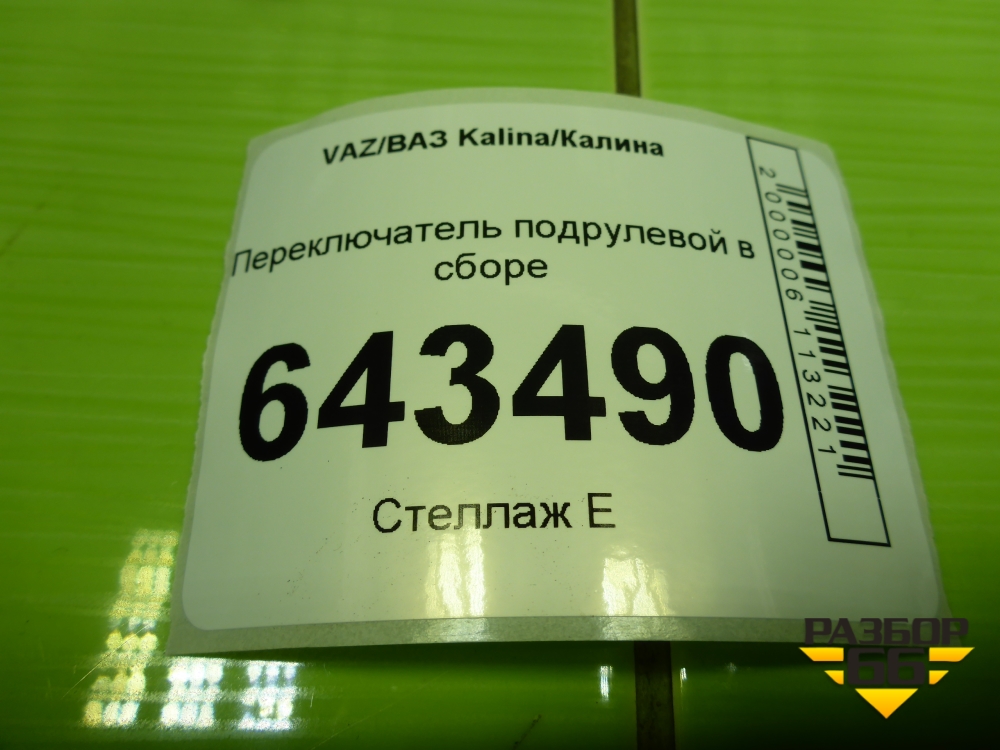 VAZ/ВАЗ Kalina/Калина
Переключатель подрулевой в
сборе
643490
Стеллаж Е
2000006113221
РАЗБОР
66